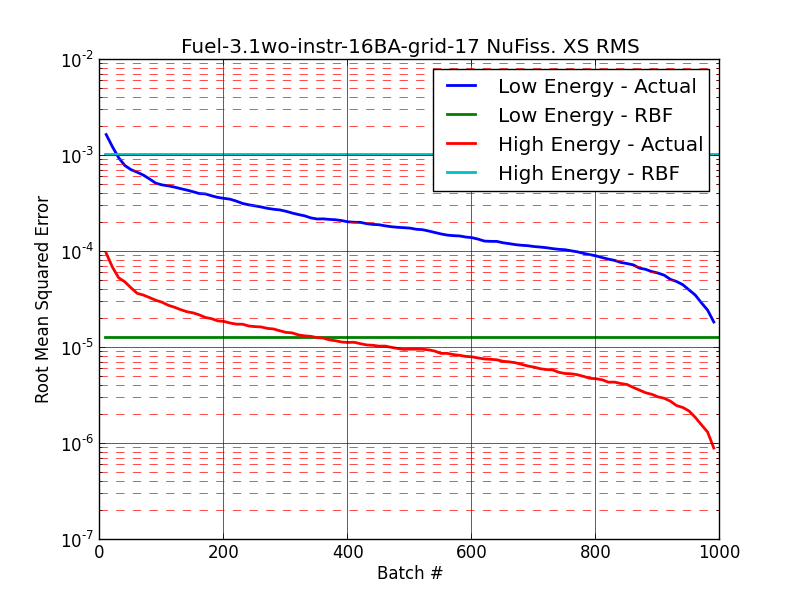 Fuel-3.1wo-instr-16BA-grid-17 NuFiss. XS RMS
Low Energy - Actual
Low Energy - RBF
High Energy - Actual
High Energy - RBF
Root Mean Squared Error
10^-2
10^-3
10^-4
10^-5
10^-6
10^-7
0 200 400 600 800 1000
Batch #